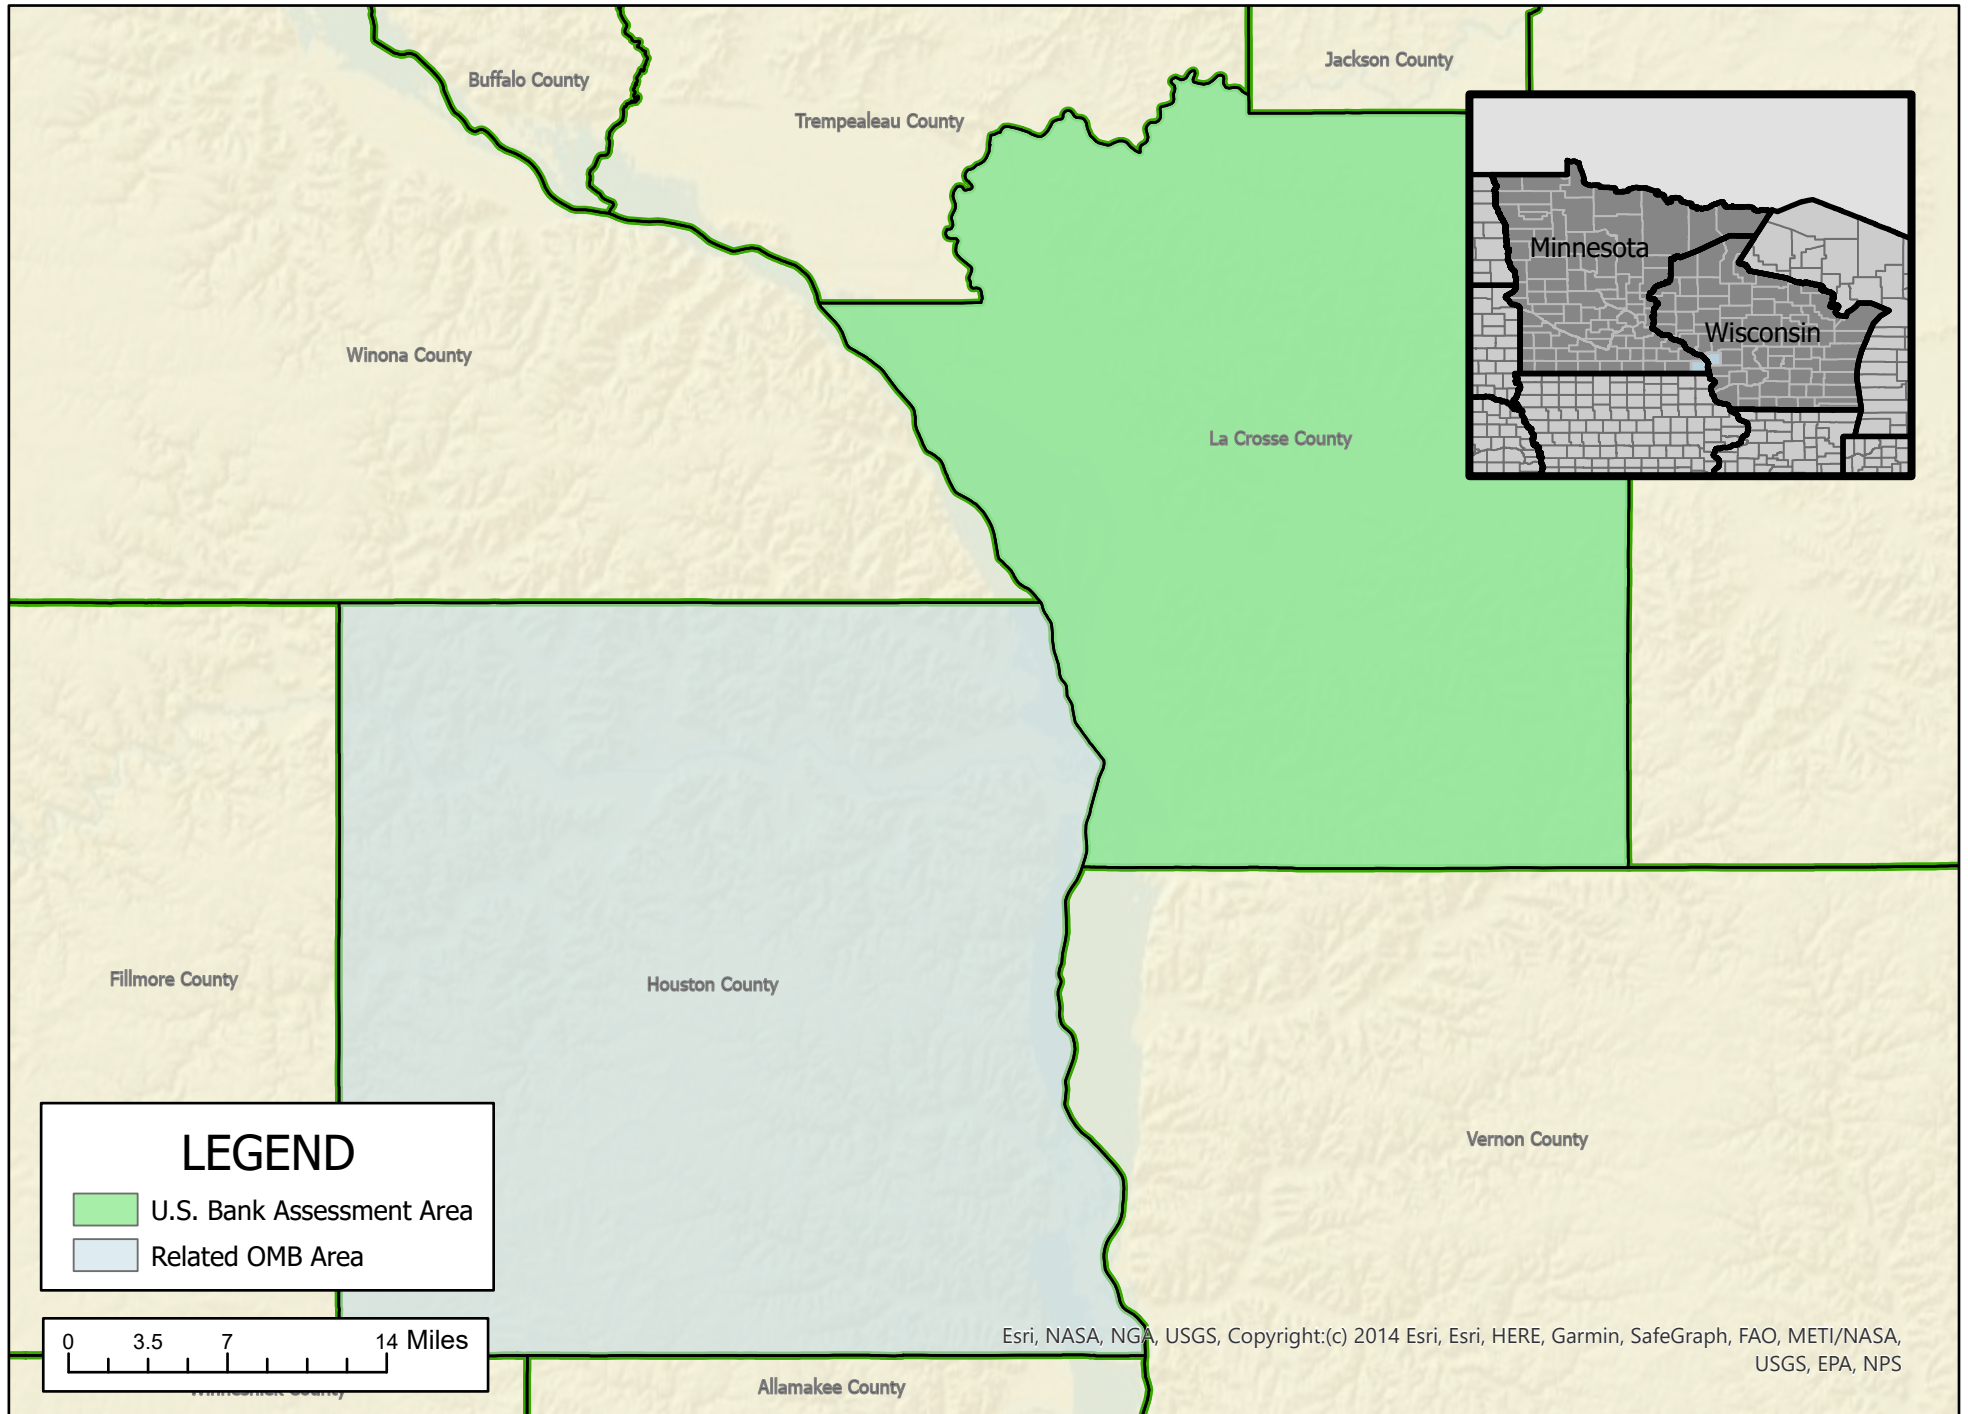 Jackson County
Buffalo County
Trempealeau County
Minnesota
Wisconsin
Winona County
La Crosse County
Fillmore County
Houston County
Vernon County
LEGEND
U.S. Bank Assessment Area
Related OMB Area
0 3.5 7 14 Miles
Esri, NASA, NGA, USGS, Copyright:(c) 2014 Esri, Esri, HERE, Garmin, SafeGraph, FAO, METI/NASA,
USGS, EPA, NPS
Allamakee County
County